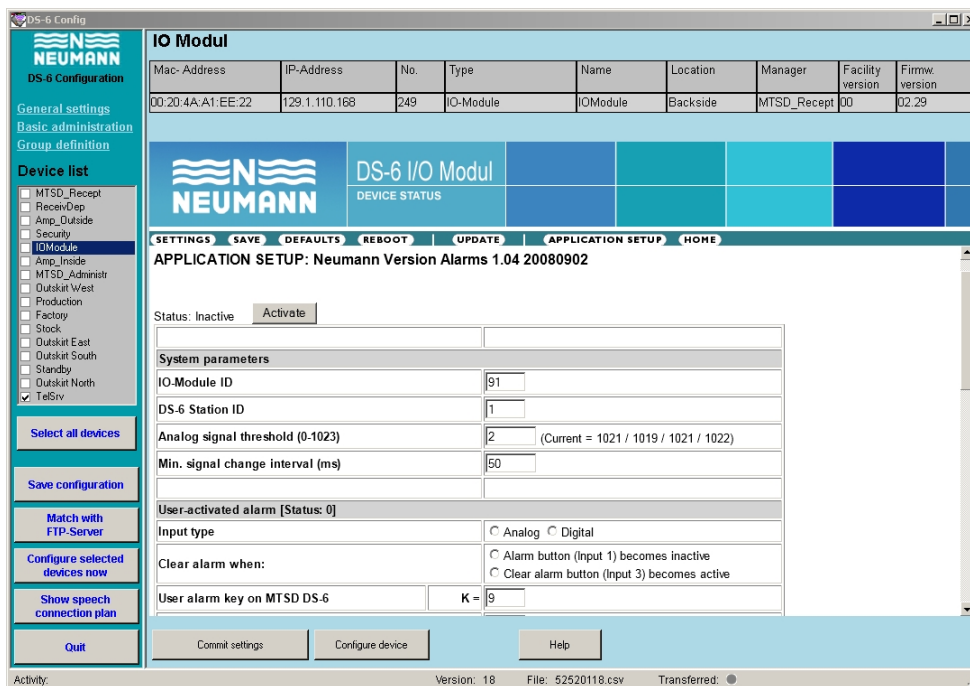 DS-6 Config
NEUMANN
DS-6 Configuration
General settings
Basic administration
Group definition
Device list
MTSD_Recept
ReceivDep
Amp_Outside
Security
IOModule
Amp_Inside
MTSD_Administr
Outskirt West
Production
Factory
Stock
Outskirt East
Outskirt South
Standby
Outskirt North
TelSrv
Select all devices
Save configuration
Match with
FTP-Server
Configure selected
devices now
Show speech
connection plan
Quit
IO Modul
Mac- Address IP-Address No. Type Name Location Manager Facility version Firmw. version
00:20:4A:A1:EE:22 129.1.110.168 249 IO-Module IOModule Backside MTSD_Recept 00 02.29
N
NEUMANN
DS-6 I/O Modul
DEVICE STATUS
SETTINGS SAVE DEFAULTS REBOOT | UPDATE | APPLICATION SETUP HOME
APPLICATION SETUP: Neumann Version Alarms 1.04 20080902
Status: Inactive Activate
System parameters
IO-Module ID 91
DS-6 Station ID 1
Analog signal threshold (0-1023) 2 (Current = 1021 / 1019 / 1021 / 1022)
Min. signal change interval (ms) 50
User-activated alarm [Status: 0]
Input type Analog Digital
Clear alarm when: Alarm button (Input 1) becomes inactive
Clear alarm button (Input 3) becomes active
User alarm key on MTSD DS-6 K = 9
Commit settings Configure device Help
Activity: Version: 18 File: 52520118.csv Transferred: